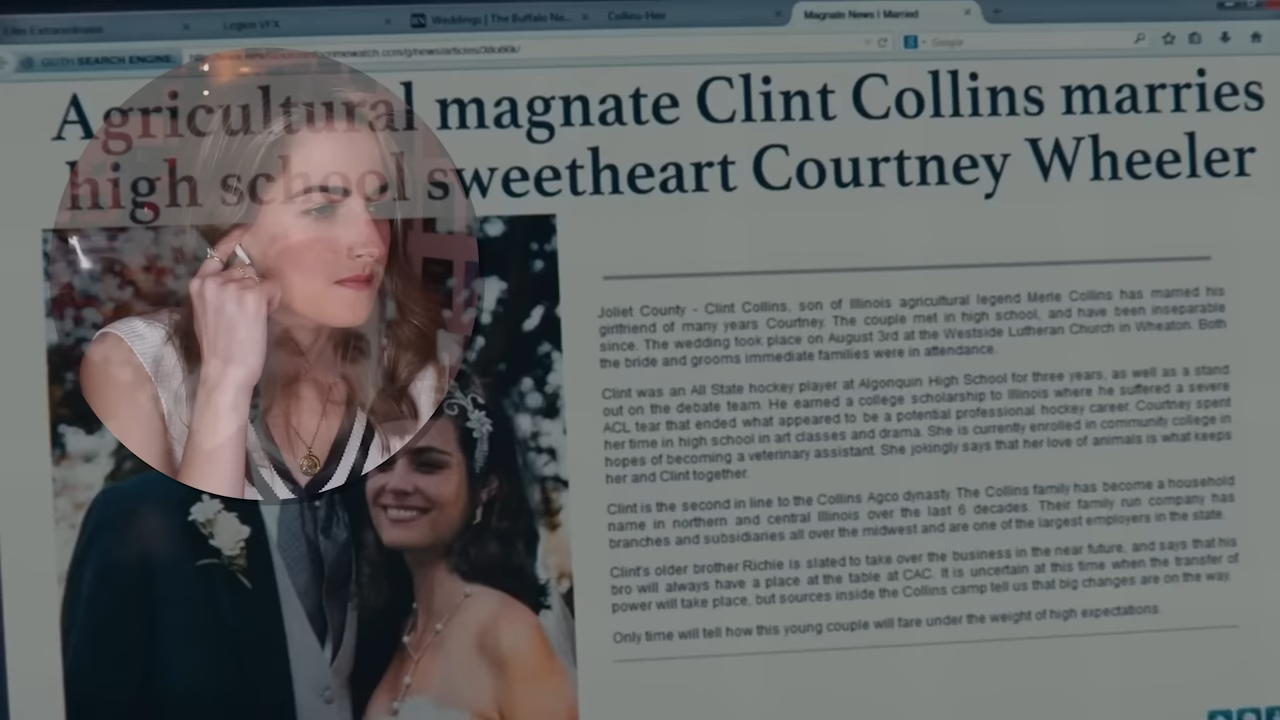 Legion VFX
Weddings | The Buffalo Ne...
Collins-Heir
Magnate News | Married
GUTH SEARCH ENGINE
Google
Agricultural magnate Clint Collins marries
high school sweetheart Courtney Wheeler
Joliet County - Clint Collins, son of Illinois agricultural legend Merle Collins has married his
girlfriend of many years Courtney. The couple met in high school, and have been inseparable
since. The wedding took place on August 3rd at the Westside Lutheran Church in Wheaton. Both
the bride and grooms immediate families were in attendance.
Clint was an All State hockey player at Algonquin High School for three years, as well as a stand
out on the debate team. He earned a college scholarship to Illinois where he suffered a severe
ACL tear that ended what appeared to be a potential professional hockey career. Courtney spent
her time in high school in art classes and drama. She is currently enrolled in community college in
hopes of becoming a veterinary assistant. She jokingly says that her love of animals is what keeps
her and Clint together.
Clint is the second in line to the Collins Agco dynasty. The Collins family has become a household
name in northern and central Illinois over the last 6 decades. Their family run company has
branches and subsidiaries all over the midwest and are one of the largest employers in the state.
Clint's older brother Richie is slated to take over the business in the near future, and says that his
bro will always have a place at the table at CAC. It is uncertain at this time when the transfer of
power will take place, but sources inside the Collins camp tell us that big changes are on the way.
Only time will tell how this young couple will fare under the weight of high expectations.